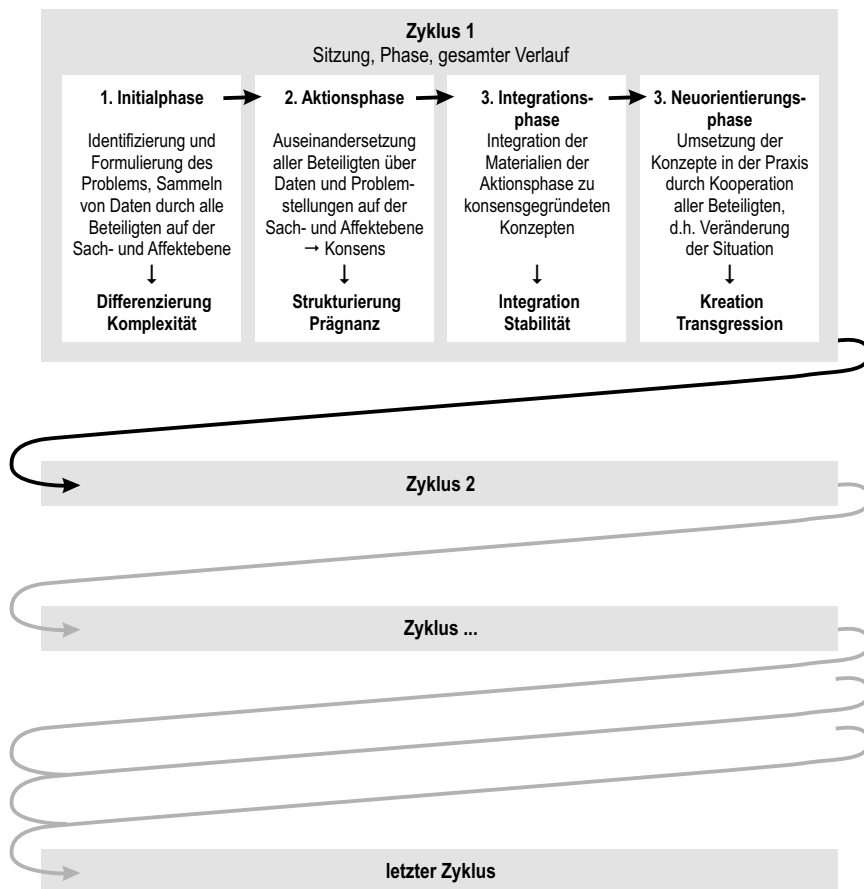 Zyklus 1
Sitzung, Phase, gesamter Verlauf
1. Initialphase
Identifizierung und
Formulierung des
Problems, Sammeln
von Daten durch alle
Beteiligten auf der
Sach- und Affektebene
↓
Differenzierung
Komplexität
2. Aktionsphase
Auseinandersetzung
aller Beteiligten über
Daten und Problem-
stellungen auf der
Sach- und Affektebene
→ Konsens
↓
Strukturierung
Prägnanz
3. Integrations-
phase
Integration der
Materialien der
Aktionsphase zu
konsensgegründeten
Konzepten
↓
Integration
Stabilität
3. Neuorientierungs-
phase
Umsetzung der
Konzepte in der Praxis
durch Kooperation
aller Beteiligten,
d.h. Veränderung
der Situation
↓
Kreation
Transgression
Zyklus 2
Zyklus ...
letzter Zyklus